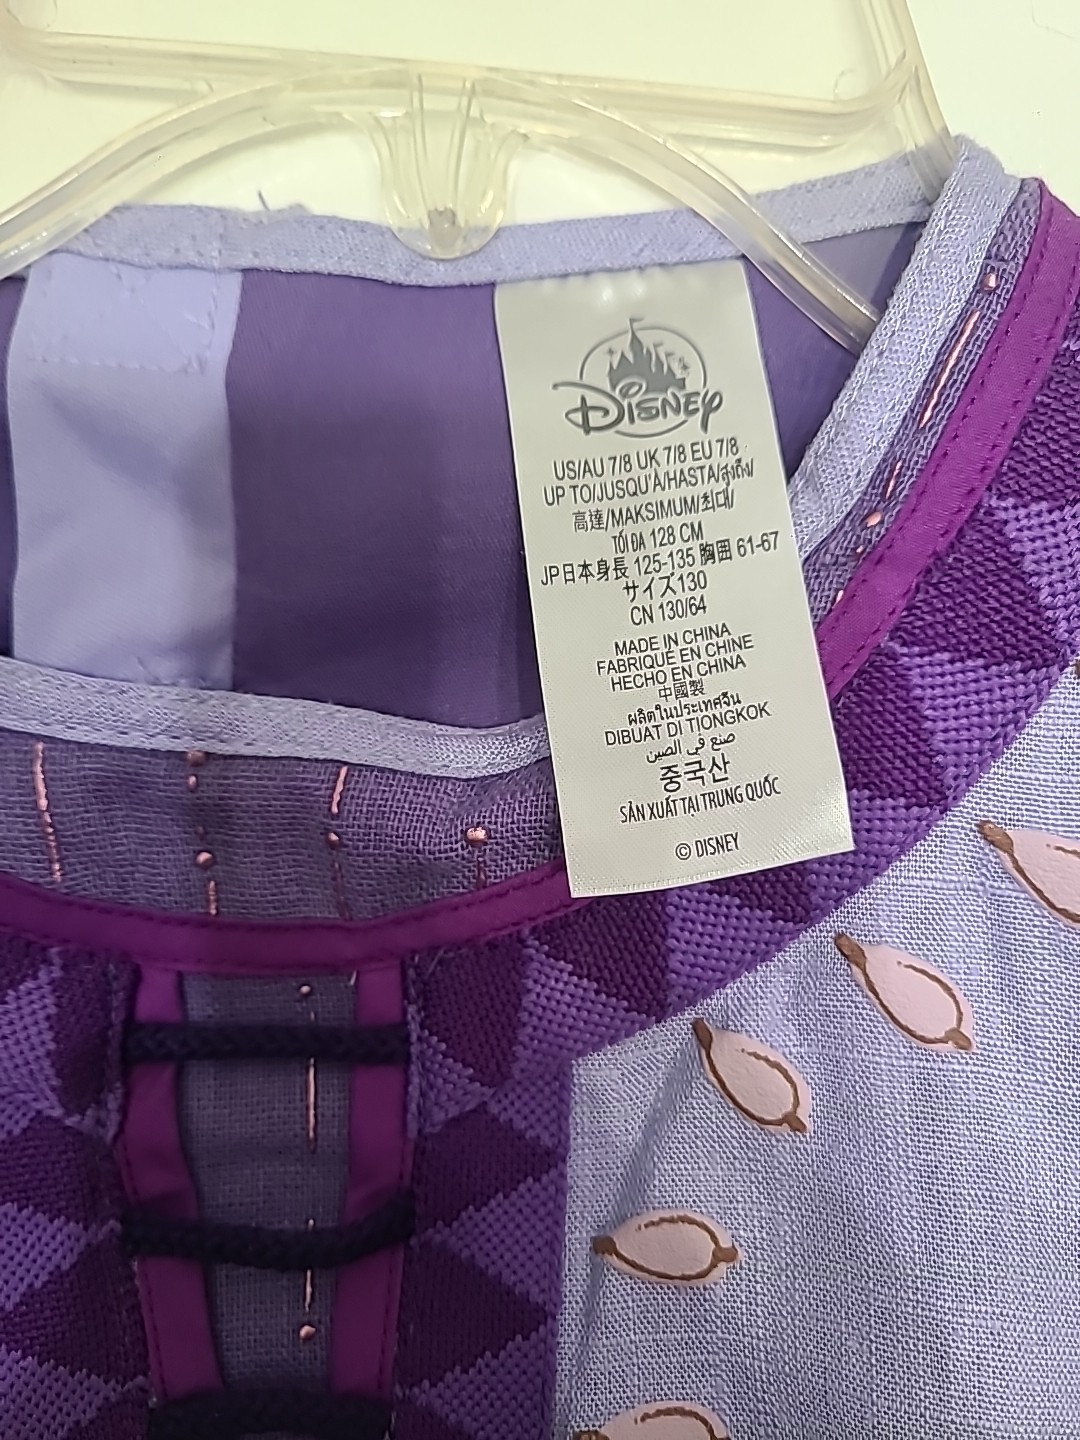 DISNEY
US/AU 7/8 UK 7/8 EU 7/8
UP TO/JUSQU'À/HASTA/สูงถึง/
高達/MAKSIMUM/최대/
TỐI ĐA 128 CM
JP日本身長 125-135 胸囲 61-67
サイズ130
CN 130/64
MADE IN CHINA
FABRIQUÉ EN CHINE
HECHO EN CHINA
中國製
ผลิตในประเทศจีน
DIBUAT DI TIONGKOK
صنع في الصين
중국산
SẢN XUẤT TẠI TRUNG QUỐC
© DISNEY